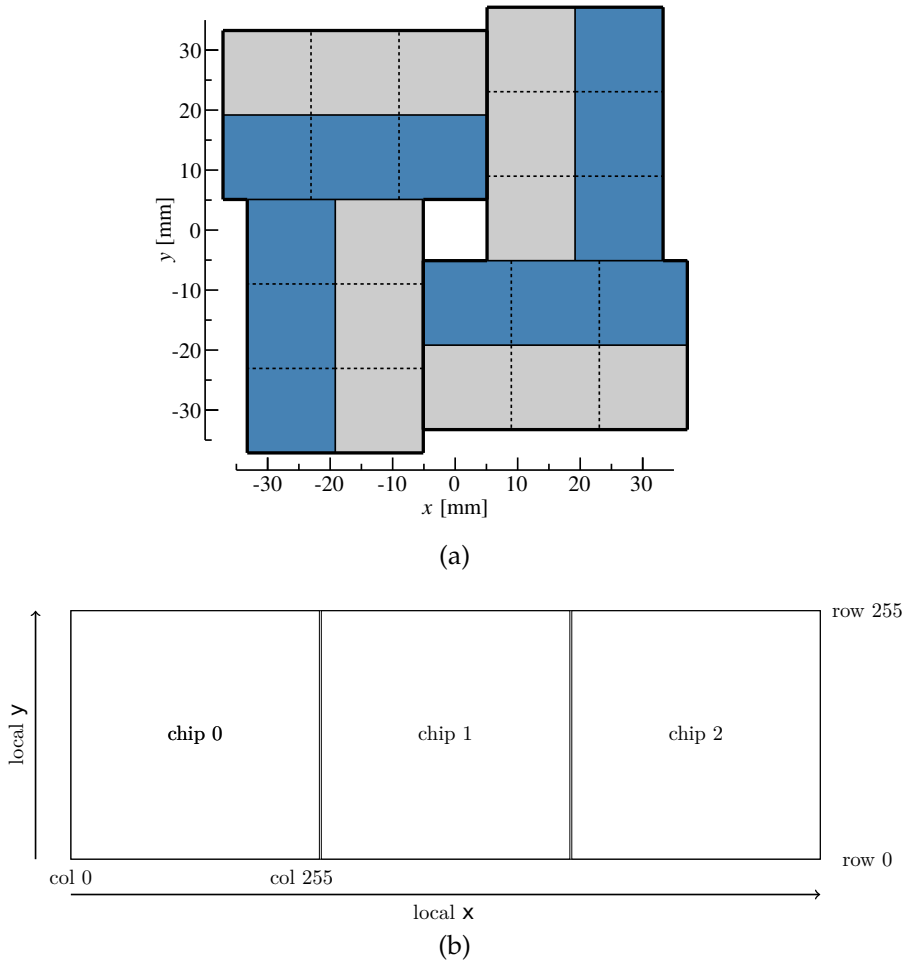 30
20
10
0
-10
-20
-30
y [mm]
-30 -20 -10 0 10 20 30
x [mm]
(a)
row 255
local y
chip 0 chip 1 chip 2
row 0
col 0 col 255
local x
(b)